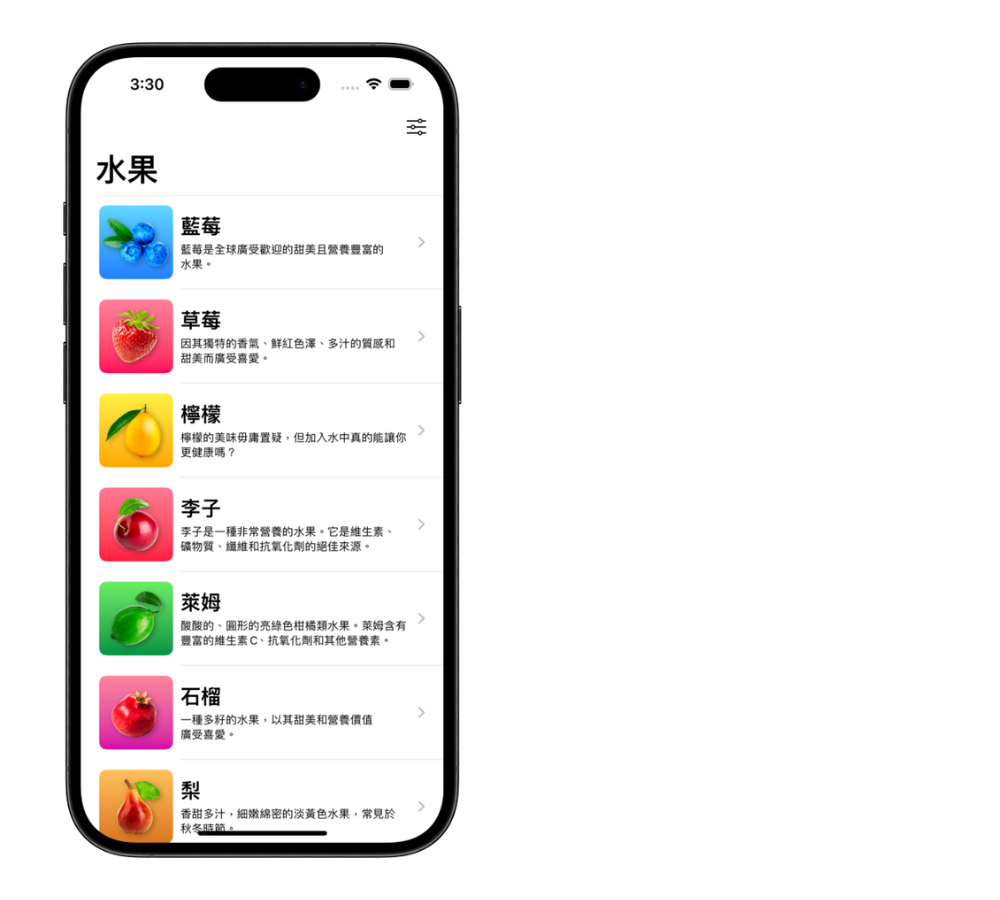 3:30
水果
藍莓
藍莓是全球廣受歡迎的甜美且營養豐富的
水果。
草莓
因其獨特的香氣、鮮紅色澤、多汁的質感和
甜美而廣受喜愛。
檸檬
檸檬的美味毋庸置疑，但加入水中真的能讓你
更健康嗎？
李子
李子是一種非常營養的水果。它是維生素、
礦物質、纖維和抗氧化劑的絕佳來源。
萊姆
酸酸的、圓形的亮綠色柑橘類水果。萊姆含有
豐富的維生素C、抗氧化劑和其他營養素。
石榴
一種多籽的水果，以其甜美和營養價值
廣受喜愛。
梨
香甜多汁，細嫩綿密的淡黃色水果，常見於
秋冬時節。